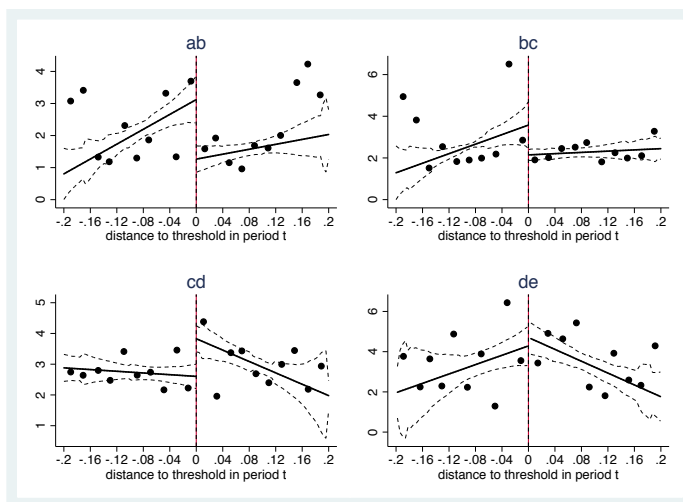 ab
4
3
2
1
0
-.2 -.16 -.12 -.08 -.04 0 .04 .08 .12 .16 .2
distance to threshold in period t
bc
6
4
2
0
-.2 -.16 -.12 -.08 -.04 0 .04 .08 .12 .16 .2
distance to threshold in period t
cd
5
4
3
2
1
-.2 -.16 -.12 -.08 -.04 0 .04 .08 .12 .16 .2
distance to threshold in period t
de
6
4
2
0
-.2 -.16 -.12 -.08 -.04 0 .04 .08 .12 .16 .2
distance to threshold in period t